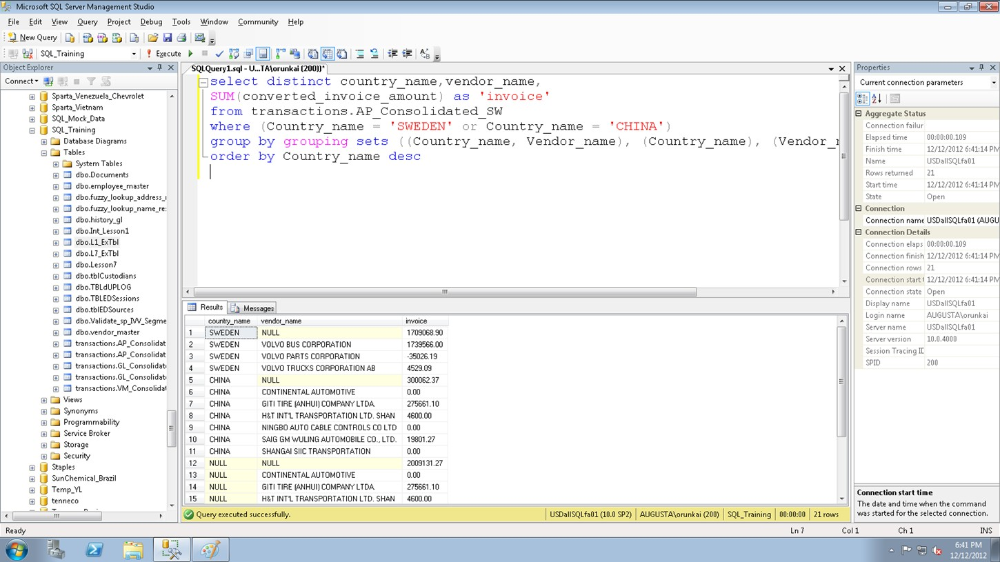 Microsoft SQL Server Management Studio
File Edit View Query Project Debug Tools Window Community Help
New Query
SQL_Training Execute
Object Explorer
Connect
Sparta_Venezuela_Chevrolet
Sparta_Vietnam
SQL_Mock_Data
SQL_Training
Database Diagrams
Tables
System Tables
dbo.Documents
dbo.employee_master
dbo.fuzzy_lookup_address_r
dbo.fuzzy_lookup_name_re:
dbo.history_gl
dbo.Int_Lesson1
dbo.L1_ExTbl
dbo.L7_ExTbl
dbo.Lesson7
dbo.tblCustodians
dbo.TBLdUPLOG
dbo.TBLEDSessions
dbo.tblEDSources
dbo.Validate_sp_IVV_Segme
dbo.vendor_master
transactions.AP_Consolidat
transactions.AP_Consolidat
transactions.GL_Consolidate
transactions.GL_Consolidate
transactions.VM_Consolidat
Views
Synonyms
Programmability
Service Broker
Storage
Security
Staples
SunChemical_Brazil
Temp_YL
tenneco
SQLQuery1.sql - U...TA\orunkai (200))*
select distinct country_name,vendor_name,
SUM(converted_invoice_amount) as 'invoice'
from transactions.AP_Consolidated_SW
where (Country_name = 'SWEDEN' or Country_name = 'CHINA')
group by grouping sets ((Country_name, Vendor_name), (Country_name), (Vendor_n
order by Country_name desc
Results Messages
country_name vendor_name invoice
1 SWEDEN NULL 1709068.90
2 SWEDEN VOLVO BUS CORPORATION 1739566.00
3 SWEDEN VOLVO PARTS CORPORATION -35026.19
4 SWEDEN VOLVO TRUCKS CORPORATION AB 4529.09
5 CHINA NULL 300062.37
6 CHINA CONTINENTAL AUTOMOTIVE 0.00
7 CHINA GITI TIRE (ANHUI) COMPANY LTDA. 275661.10
8 CHINA H&T INT'L TRANSPORTATION LTD. SHAN 4600.00
9 CHINA NINGBO AUTO CABLE CONTROLS CO LTD 0.00
10 CHINA SAIG GM WULING AUTOMOBILE CO., LTD. 19801.27
11 CHINA SHANGAI SIIC TRANSPORTATION 0.00
12 NULL NULL 2009131.27
13 NULL CONTINENTAL AUTOMOTIVE 0.00
14 NULL GITI TIRE (ANHUI) COMPANY LTDA. 275661.10
15 NULL H&T INT'L TRANSPORTATION LTD. SHAN 4600.00
Query executed successfully. USDallSQLfa01 (10.0 SP2) AUGUSTA\orunkai (200) SQL_Training 00:00:00 21 rows
Properties
Current connection parameters
Aggregate Status
Connection failur
Elapsed time 00:00:00.109
Finish time 12/12/2012 6:41:14 PM
Name USDallSQLfa01
Rows returned 21
Start time 12/12/2012 6:41:14 PM
State Open
Connection
Connection name USDallSQLfa01 (AUGU
Connection Details
Connection elaps 00:00:00.109
Connection finish 12/12/2012 6:41:14 PM
Connection rows 21
Connection start t 12/12/2012 6:41:14 PM
Connection state Open
Display name USDallSQLfa01
Login name AUGUSTA\orunkai
Server name USDallSQLfa01
Server version 10.0.4000
Session Tracing ID
SPID 200
Connection start time
The date and time when the command
was started for the selected connection.
Ready Ln 7 Col 1 Ch 1 INS
6:41 PM
12/12/2012